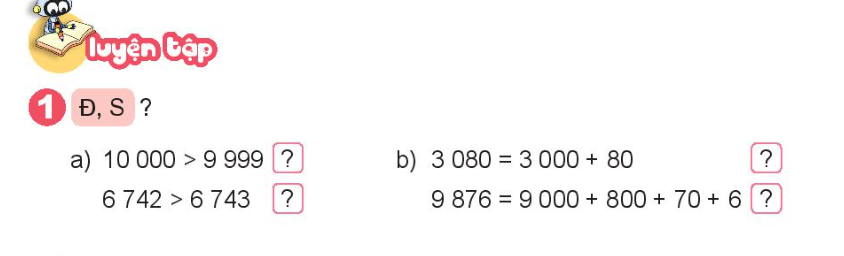 luyện tập
1 Đ, S ?
a) 10 000 > 9 999 ?
6 742 > 6 743 ?
b) 3 080 = 3 000 + 80 ?
9 876 = 9 000 + 800 + 70 + 6 ?